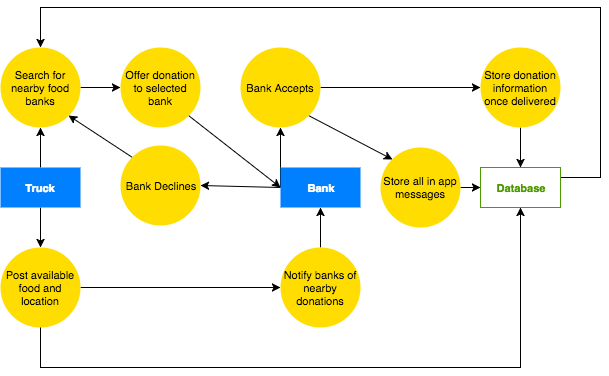 Search for
nearby food
banks
Offer donation
to selected
bank
Bank Accepts
Store donation
information
once delivered
Truck
Bank Declines
Bank
Store all in app
messages
Database
Post available
food and
location
Notify banks of
nearby
donations